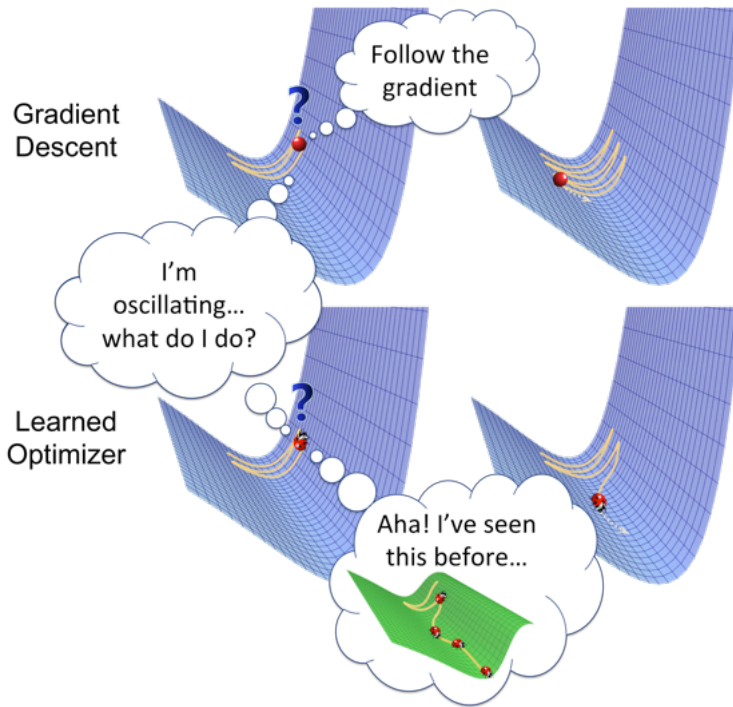 Follow the
gradient
?
Gradient
Descent
I'm
oscillating...
what do I do?
?
Learned
Optimizer
Aha! I've seen
this before...